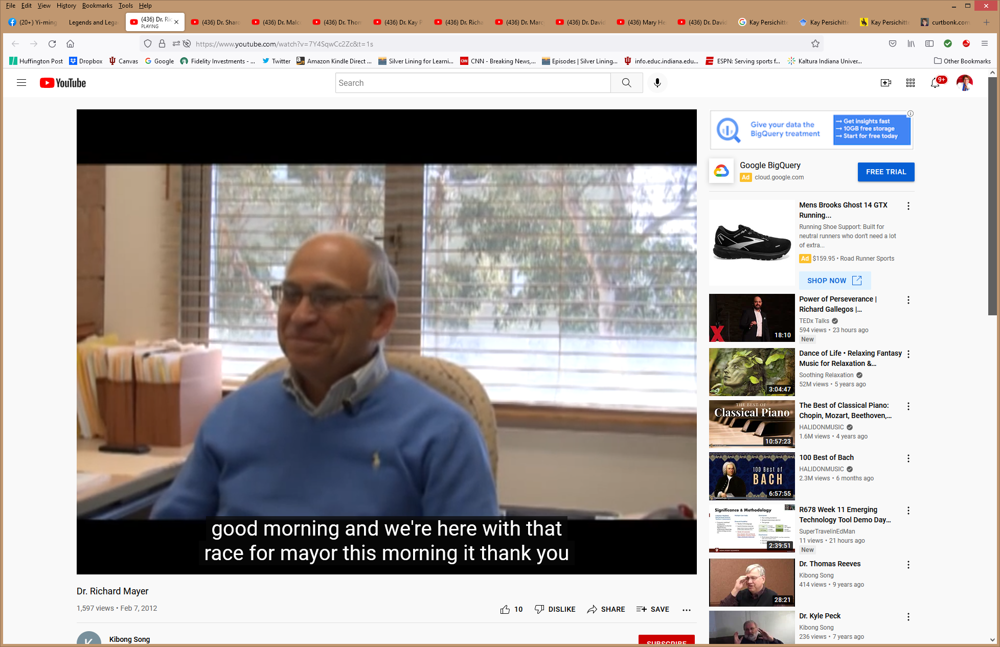 File Edit View History Bookmarks Tools Help
(20+) Yi-ming
Legends and Lega
(436) Dr. Ric
PLAYING
(436) Dr. Sharo
(436) Dr. Malc
(436) Dr. Thom
(436) Dr. Kay P
(436) Dr. Richa
(436) Dr. Marc
(436) Dr. David
(436) Mary He
(436) Dr. David
Kay Persichitte
Kay Persichitte
Kay Persichitte
curtbonk.com
https://www.youtube.com/watch?v=7Y4SqwCc2Zc&t=1s
Huffington Post
Dropbox
Canvas
Google
Fidelity Investments - ...
Twitter
Amazon Kindle Direct ...
Silver Lining for Learni...
CNN - Breaking News,...
Episodes | Silver Lining...
info.educ.indiana.edu...
ESPN: Serving sports f...
Kaltura Indiana Univer...
Other Bookmarks
YouTube
Search
9+
good morning and we're here with that
race for mayor this morning it thank you
Dr. Richard Mayer
1,597 views • Feb 7, 2012
10 DISLIKE SHARE SAVE ...
K
Kibong Song
SUBSCRIBE
Give your data the
BigQuery treatment
→ Get insights fast
→ 10GB free storage
→ Start for free today
Google BigQuery
Ad cloud.google.com
FREE TRIAL
Mens Brooks Ghost 14 GTX
Running...
Running Shoe Support: Built for
neutral runners who don't need a lot
of extra...
Ad $159.95 • Road Runner Sports
SHOP NOW
18:10
Power of Perseverance |
Richard Gallegos |...
TEDx Talks
594 views • 23 hours ago
New
3:04:47
Dance of Life • Relaxing Fantasy
Music for Relaxation &...
Soothing Relaxation
52M views • 5 years ago
THE BEST OF
Classical Piano
10:57:23
The Best of Classical Piano:
Chopin, Mozart, Beethoven,...
HALIDONMUSIC
1.6M views • 4 years ago
100 Best of
BACH
6:57:55
100 Best of Bach
HALIDONMUSIC
2.3M views • 6 months ago
Significance & Methodology
2:39:51
R678 Week 11 Emerging
Technology Tool Demo Day...
SuperTravelinEdMan
11 views • 21 hours ago
New
28:21
Dr. Thomas Reeves
Kibong Song
414 views • 9 years ago
Dr. Kyle Peck
Kibong Song
236 views • 7 years ago